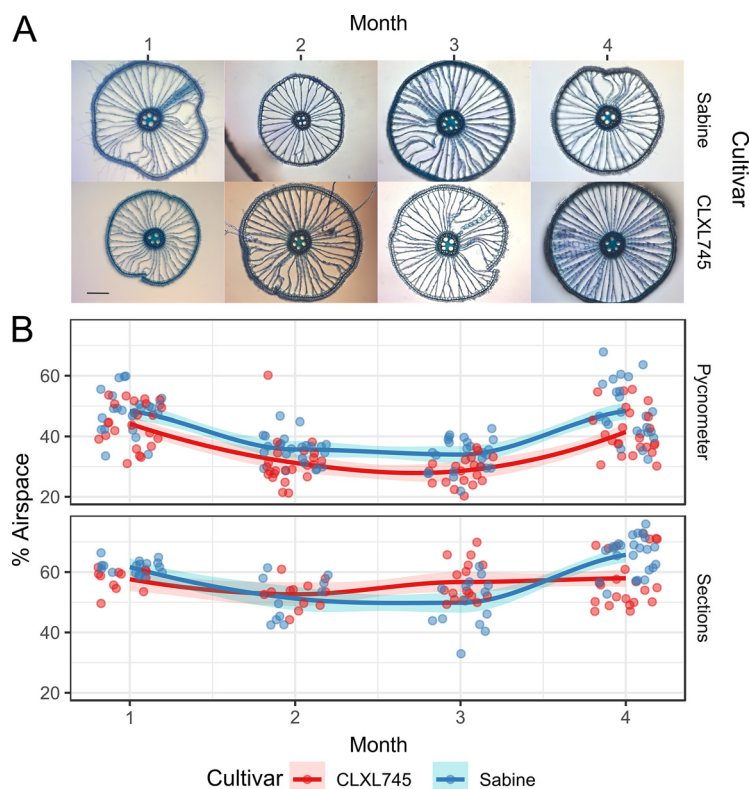 A
Month
1 2 3 4
Sabine
CLXL745
Cultivar
B
60
40
20
Pycnometer
% Airspace
60
40
20
Sections
1 2 3 4
Month
Cultivar CLXL745 Sabine